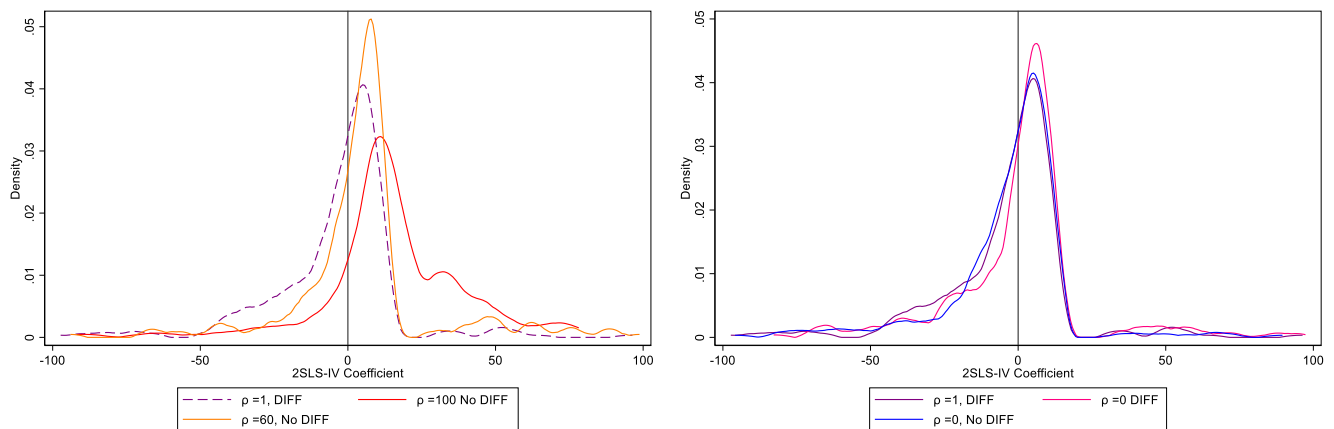 .05
.04
.03
.02
.01
0
Density
-100 -50 0 50 100
2SLS-IV Coefficient
ρ =1, DIFF ρ =100 No DIFF
ρ =60, No DIFF
.05
.04
.03
.02
.01
0
Density
-100 -50 0 50 100
2SLS-IV Coefficient
ρ =1, DIFF ρ =0 DIFF
ρ =0, No DIFF